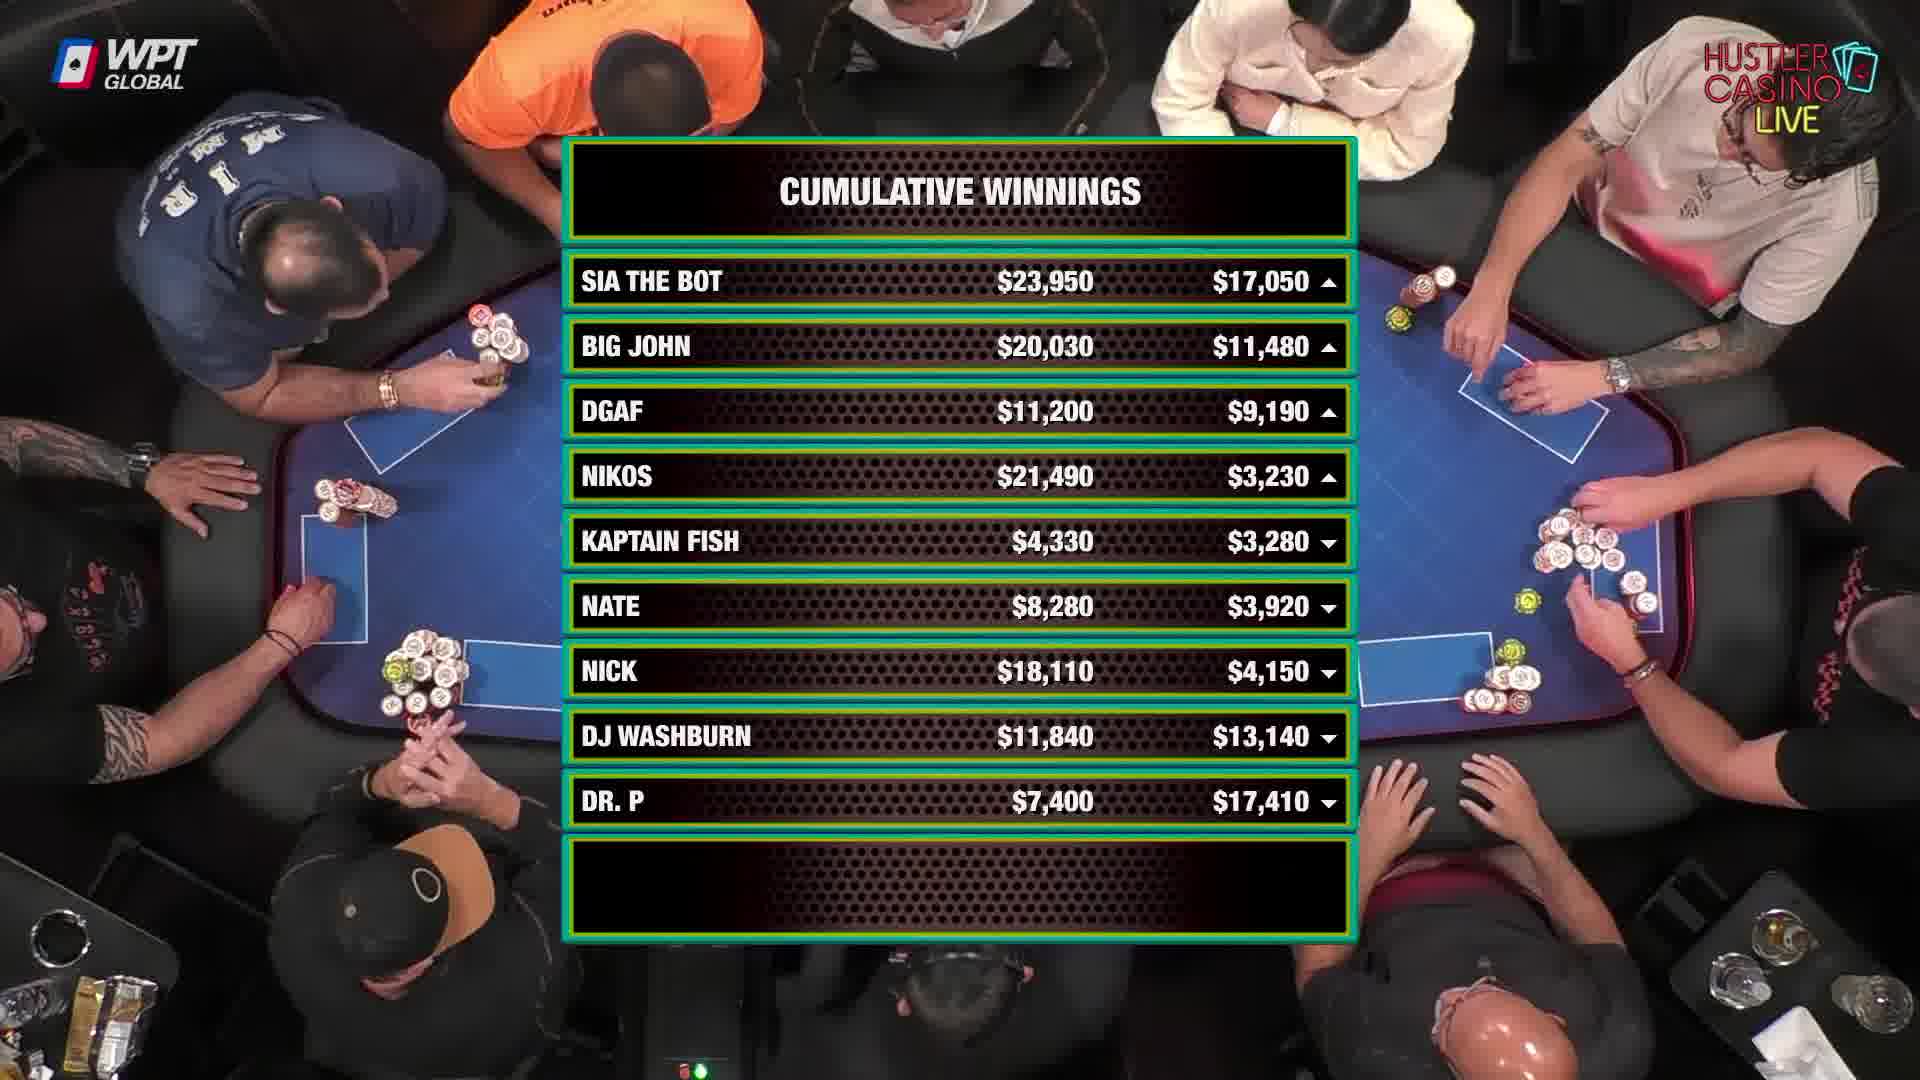 WPT
GLOBAL
HUSTLER
CASINO
LIVE
CUMULATIVE WINNINGS
SIA THE BOT $23,950 $17,050
BIG JOHN $20,030 $11,480
DGAF $11,200 $9,190
NIKOS $21,490 $3,230
KAPTAIN FISH $4,330 $3,280
NATE $8,280 $3,920
NICK $18,110 $4,150
DJ WASHBURN $11,840 $13,140
DR. P $7,400 $17,410